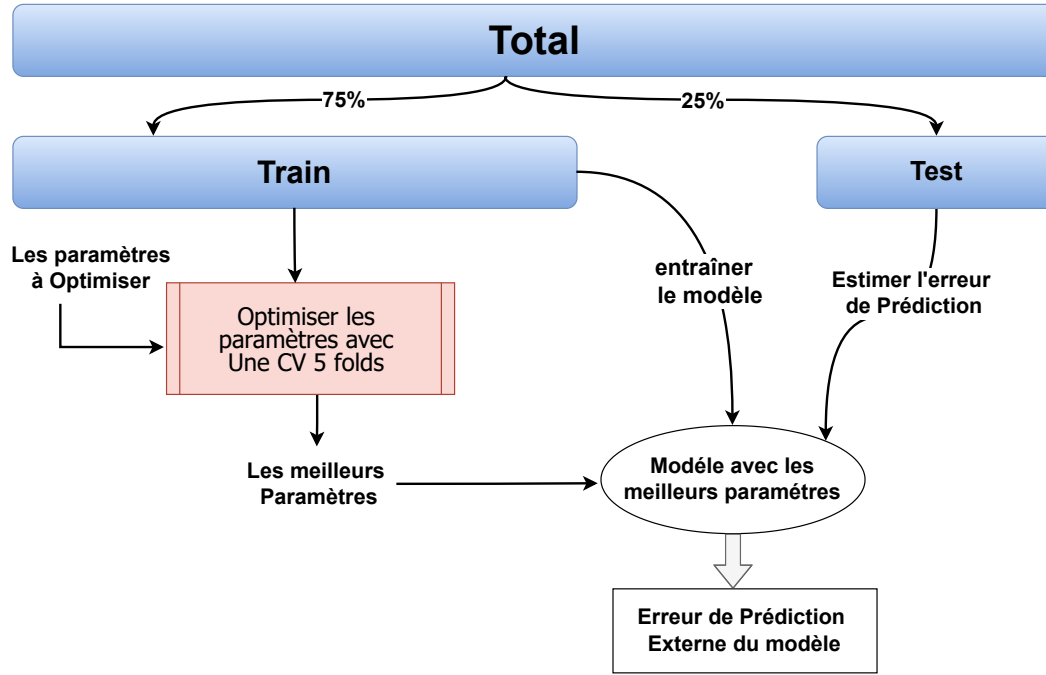 Total
75%
25%
Train
Test
Les paramètres
à Optimiser
entraîner
le modèle
Estimer l'erreur
de Prédiction
Optimiser les
paramètres avec
Une CV 5 folds
Les meilleurs
Paramètres
Modéle avec les
meilleurs paramétres
Erreur de Prédiction
Externe du modèle